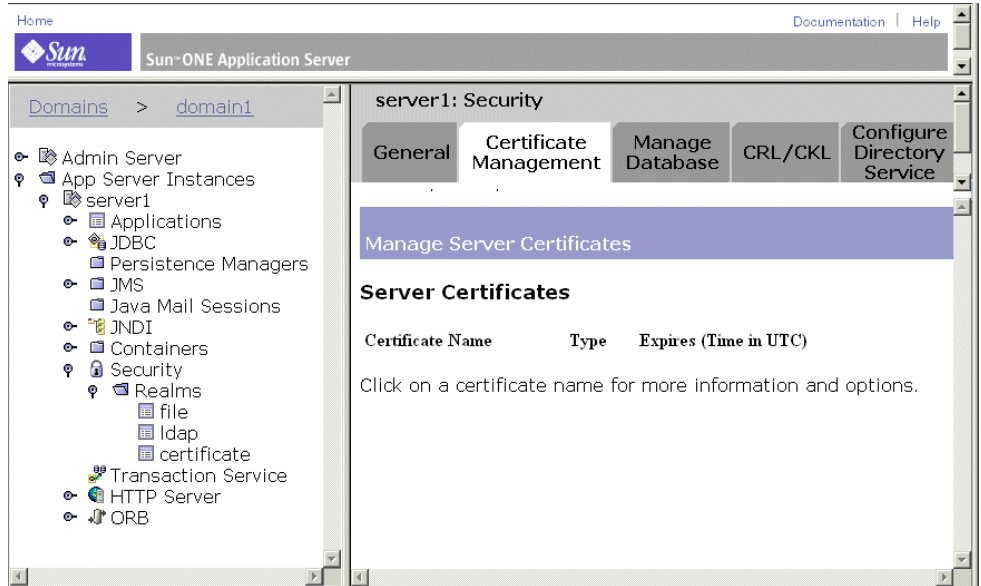 Home
Documentation | Help
Sun
microsystems
Sun™ ONE Application Server
Domains > domain1
Admin Server
App Server Instances
server1
Applications
JDBC
Persistence Managers
JMS
Java Mail Sessions
JNDI
Containers
Security
Realms
file
ldap
certificate
Transaction Service
HTTP Server
ORB
server1: Security
General
Certificate
Management
Manage
Database
CRL/CKL
Configure
Directory
Service
Manage Server Certificates
Server Certificates
Certificate Name Type Expires (Time in UTC)
Click on a certificate name for more information and options.